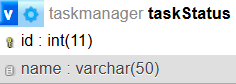 v taskmanager taskStatus
id : int(11)
name : varchar(50)